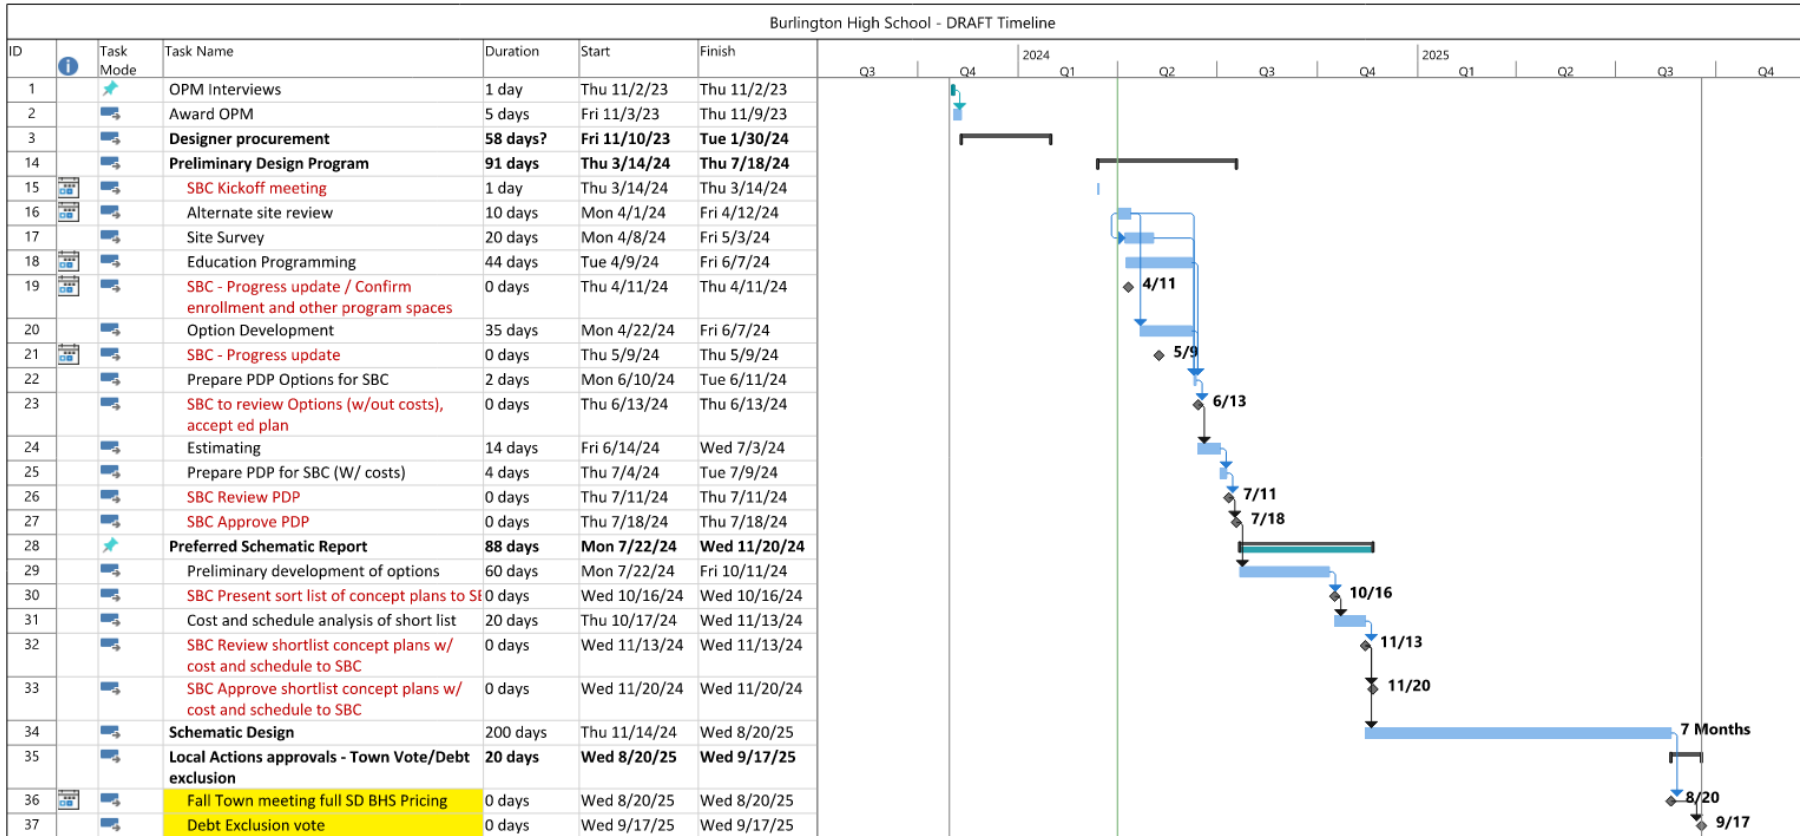 Burlington High School - DRAFT Timeline
ID Task Mode Task Name Duration Start Finish 2024 2025
Q3 Q4 Q1 Q2 Q3 Q4 Q1 Q2 Q3 Q4
1 OPM Interviews 1 day Thu 11/2/23 Thu 11/2/23
2 Award OPM 5 days Fri 11/3/23 Thu 11/9/23
3 Designer procurement 58 days? Fri 11/10/23 Tue 1/30/24
14 Preliminary Design Program 91 days Thu 3/14/24 Thu 7/18/24
15 SBC Kickoff meeting 1 day Thu 3/14/24 Thu 3/14/24
16 Alternate site review 10 days Mon 4/1/24 Fri 4/12/24
17 Site Survey 20 days Mon 4/8/24 Fri 5/3/24
18 Education Programming 44 days Tue 4/9/24 Fri 6/7/24
19 SBC - Progress update / Confirm 0 days Thu 4/11/24 Thu 4/11/24 4/11
enrollment and other program spaces
20 Option Development 35 days Mon 4/22/24 Fri 6/7/24
21 SBC - Progress update 0 days Thu 5/9/24 Thu 5/9/24 5/9
22 Prepare PDP Options for SBC 2 days Mon 6/10/24 Tue 6/11/24
23 SBC to review Options (w/out costs), 0 days Thu 6/13/24 Thu 6/13/24 6/13
accept ed plan
24 Estimating 14 days Fri 6/14/24 Wed 7/3/24
25 Prepare PDP for SBC (W/ costs) 4 days Thu 7/4/24 Tue 7/9/24
26 SBC Review PDP 0 days Thu 7/11/24 Thu 7/11/24 7/11
27 SBC Approve PDP 0 days Thu 7/18/24 Thu 7/18/24 7/18
28 Preferred Schematic Report 88 days Mon 7/22/24 Wed 11/20/24
29 Preliminary development of options 60 days Mon 7/22/24 Fri 10/11/24
30 SBC Present sort list of concept plans to SB 0 days Wed 10/16/24 Wed 10/16/24 10/16
31 Cost and schedule analysis of short list 20 days Thu 10/17/24 Wed 11/13/24
32 SBC Review shortlist concept plans w/ 0 days Wed 11/13/24 Wed 11/13/24 11/13
cost and schedule to SBC
33 SBC Approve shortlist concept plans w/ 0 days Wed 11/20/24 Wed 11/20/24 11/20
cost and schedule to SBC
34 Schematic Design 200 days Thu 11/14/24 Wed 8/20/25 7 Months
35 Local Actions approvals - Town Vote/Debt 20 days Wed 8/20/25 Wed 9/17/25
exclusion
36 Fall Town meeting full SD BHS Pricing 0 days Wed 8/20/25 Wed 8/20/25 8/20
37 Debt Exclusion vote 0 days Wed 9/17/25 Wed 9/17/25 9/17